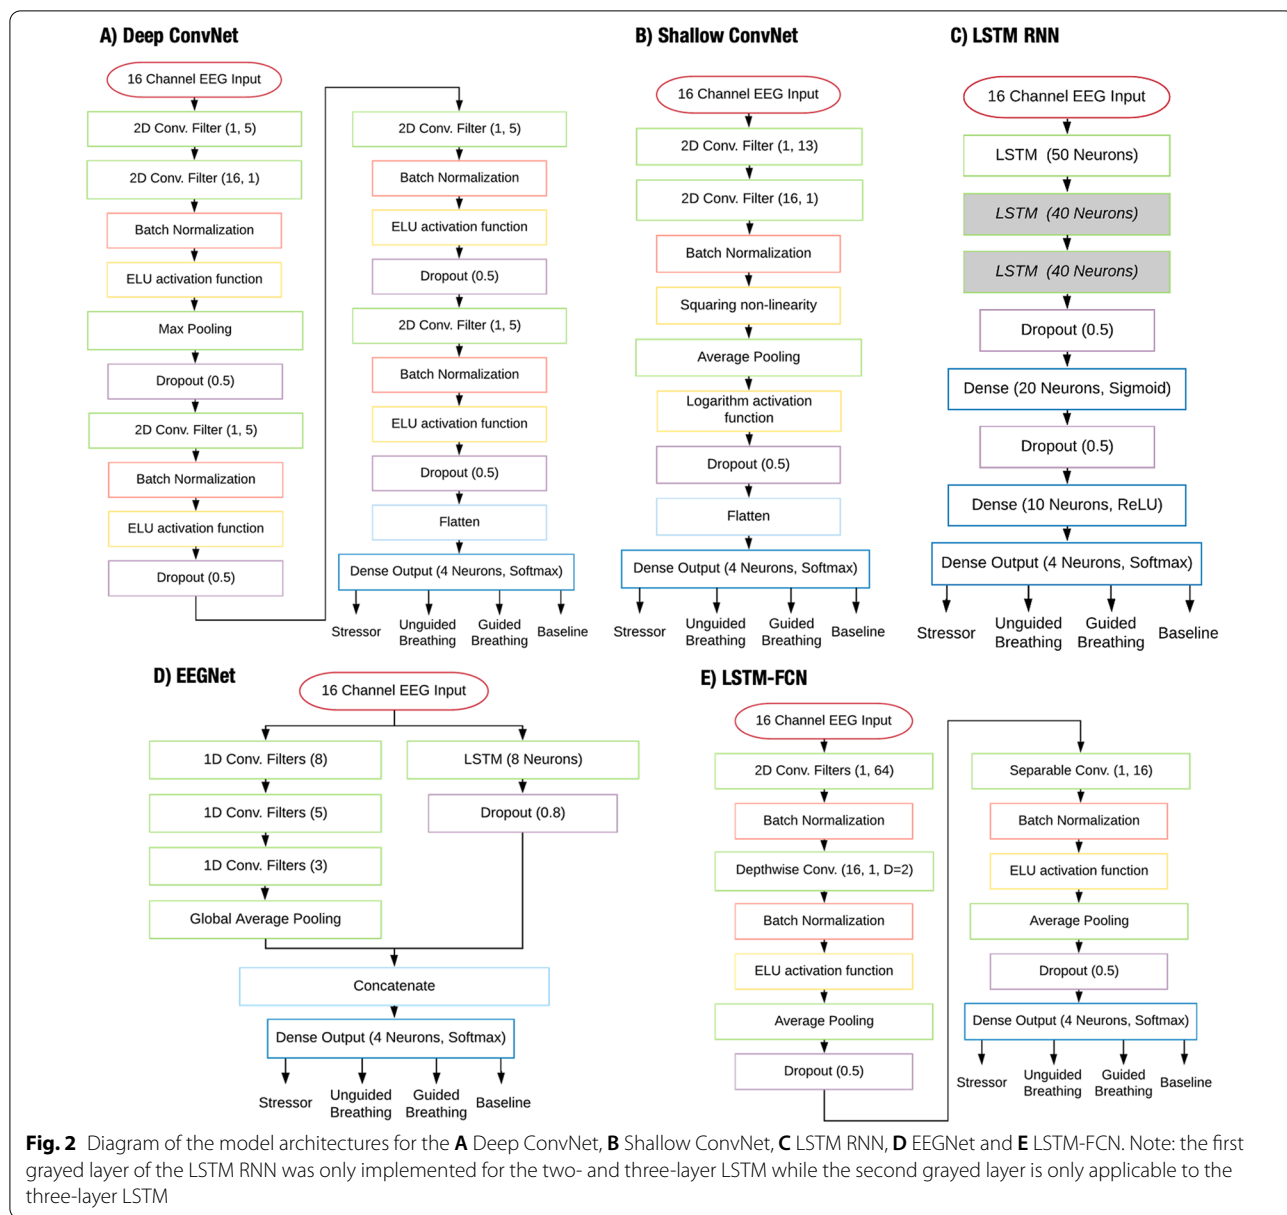 A) Deep ConvNet
16 Channel EEG Input
2D Conv. Filter (1, 5)
2D Conv. Filter (16, 1)
Batch Normalization
ELU activation function
Max Pooling
Dropout (0.5)
2D Conv. Filter (1, 5)
Batch Normalization
ELU activation function
Dropout (0.5)
2D Conv. Filter (1, 5)
Batch Normalization
ELU activation function
Dropout (0.5)
2D Conv. Filter (1, 5)
Batch Normalization
ELU activation function
Dropout (0.5)
Flatten
Dense Output (4 Neurons, Softmax)
Stressor
Unguided
Breathing
Guided
Breathing
Baseline
B) Shallow ConvNet
16 Channel EEG Input
2D Conv. Filter (1, 13)
2D Conv. Filter (16, 1)
Batch Normalization
Squaring non-linearity
Average Pooling
Logarithm activation
function
Dropout (0.5)
Flatten
Dense Output (4 Neurons, Softmax)
Stressor
Unguided
Breathing
Guided
Breathing
Baseline
C) LSTM RNN
16 Channel EEG Input
LSTM (50 Neurons)
LSTM (40 Neurons)
LSTM (40 Neurons)
Dropout (0.5)
Dense (20 Neurons, Sigmoid)
Dropout (0.5)
Dense (10 Neurons, ReLU)
Dense Output (4 Neurons, Softmax)
Stressor
Unguided
Breathing
Guided
Breathing
Baseline
D) EEGNet
16 Channel EEG Input
1D Conv. Filters (8)
1D Conv. Filters (5)
1D Conv. Filters (3)
Global Average Pooling
LSTM (8 Neurons)
Dropout (0.8)
Concatenate
Dense Output (4 Neurons, Softmax)
Stressor
Unguided
Breathing
Guided
Breathing
Baseline
E) LSTM-FCN
16 Channel EEG Input
2D Conv. Filters (1, 64)
Batch Normalization
Depthwise Conv. (16, 1, D=2)
Batch Normalization
ELU activation function
Average Pooling
Dropout (0.5)
Separable Conv. (1, 16)
Batch Normalization
ELU activation function
Average Pooling
Dropout (0.5)
Dense Output (4 Neurons, Softmax)
Stressor
Unguided
Breathing
Guided
Breathing
Baseline
Fig. 2 Diagram of the model architectures for the A Deep ConvNet, B Shallow ConvNet, C LSTM RNN, D EEGNet and E LSTM-FCN. Note: the first
grayed layer of the LSTM RNN was only implemented for the two- and three-layer LSTM while the second grayed layer is only applicable to the
three-layer LSTM